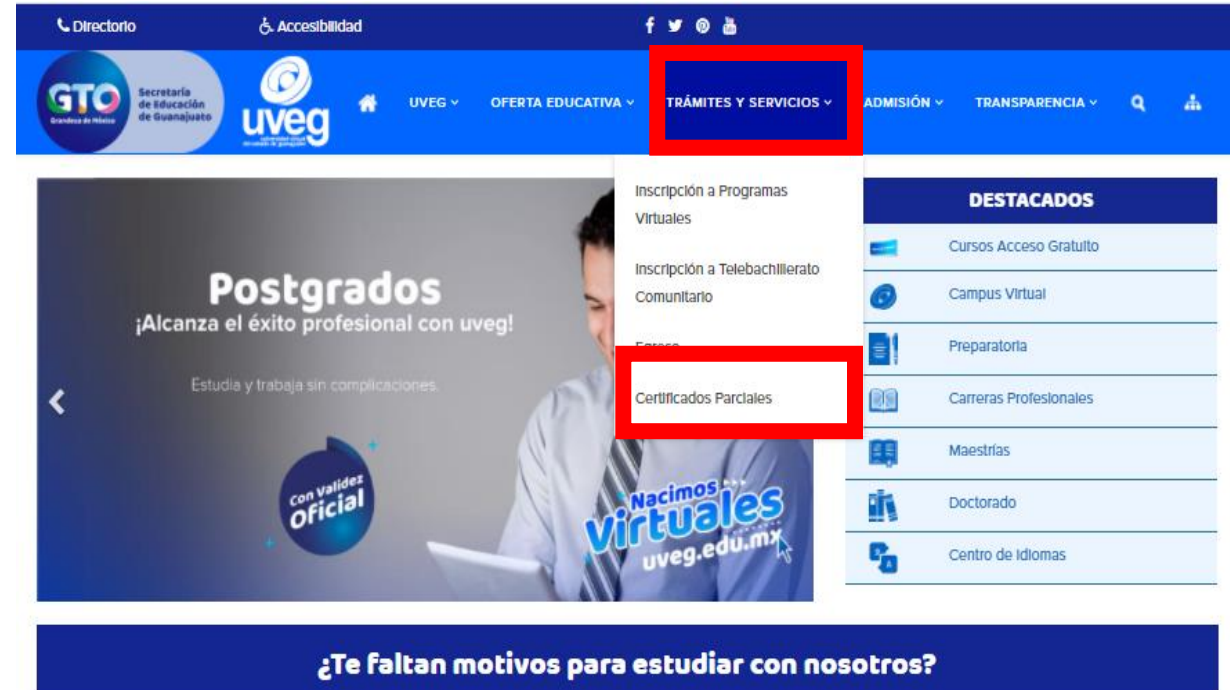 Directorio
Accesibilidad
GTO
Grandeza de México
Secretaría
de Educación
de Guanajuato
uveg
UVEG
OFERTA EDUCATIVA
TRÁMITES Y SERVICIOS
ADMISIÓN
TRANSPARENCIA
Inscripción a Programas
Virtuales
Inscripción a Telebachillerato
Comunitario
Certificados Parciales
Postgrados
¡Alcanza el éxito profesional con uveg!
Estudia y trabaja sin complicaciones.
con validez
oficial
Nacimos
virtuales
uveg.edu.mx
DESTACADOS
Cursos Acceso Gratuito
Campus Virtual
Preparatoria
Carreras Profesionales
Maestrías
Doctorado
Centro de Idiomas
¿Te faltan motivos para estudiar con nosotros?